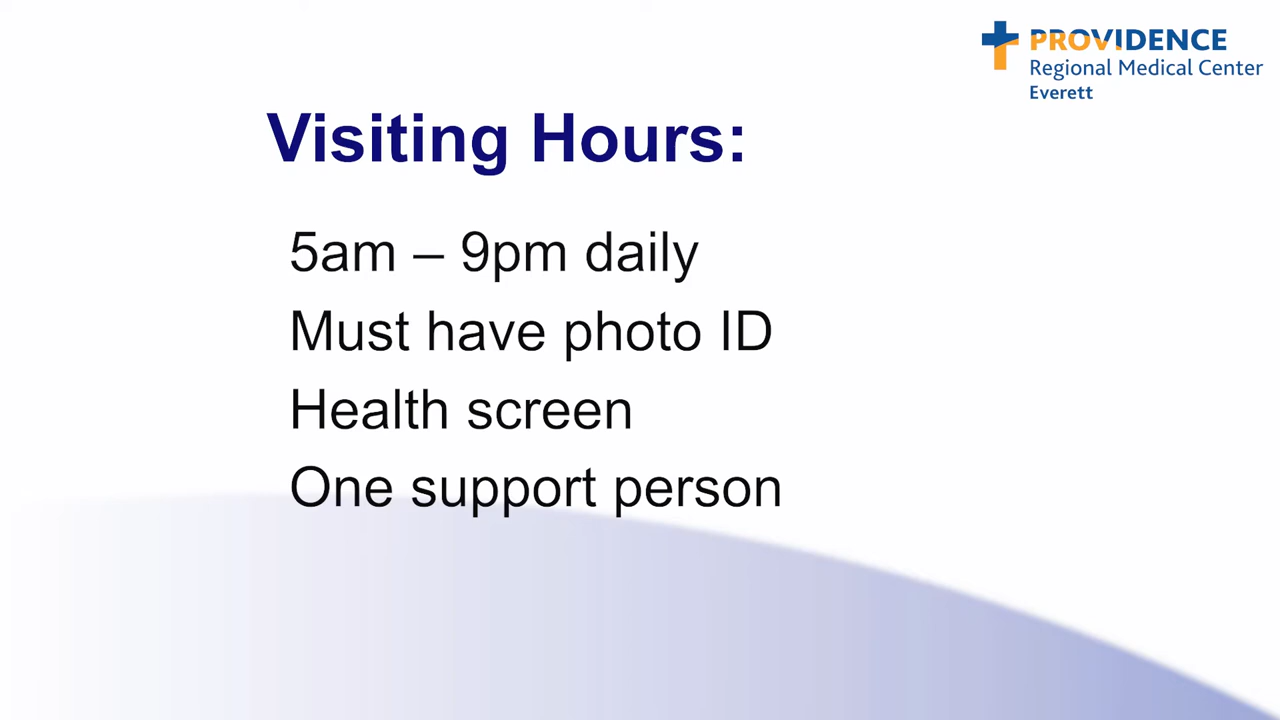 PROVIDENCE
Regional Medical Center
Everett
Visiting Hours:
5am – 9pm daily
Must have photo ID
Health screen
One support person